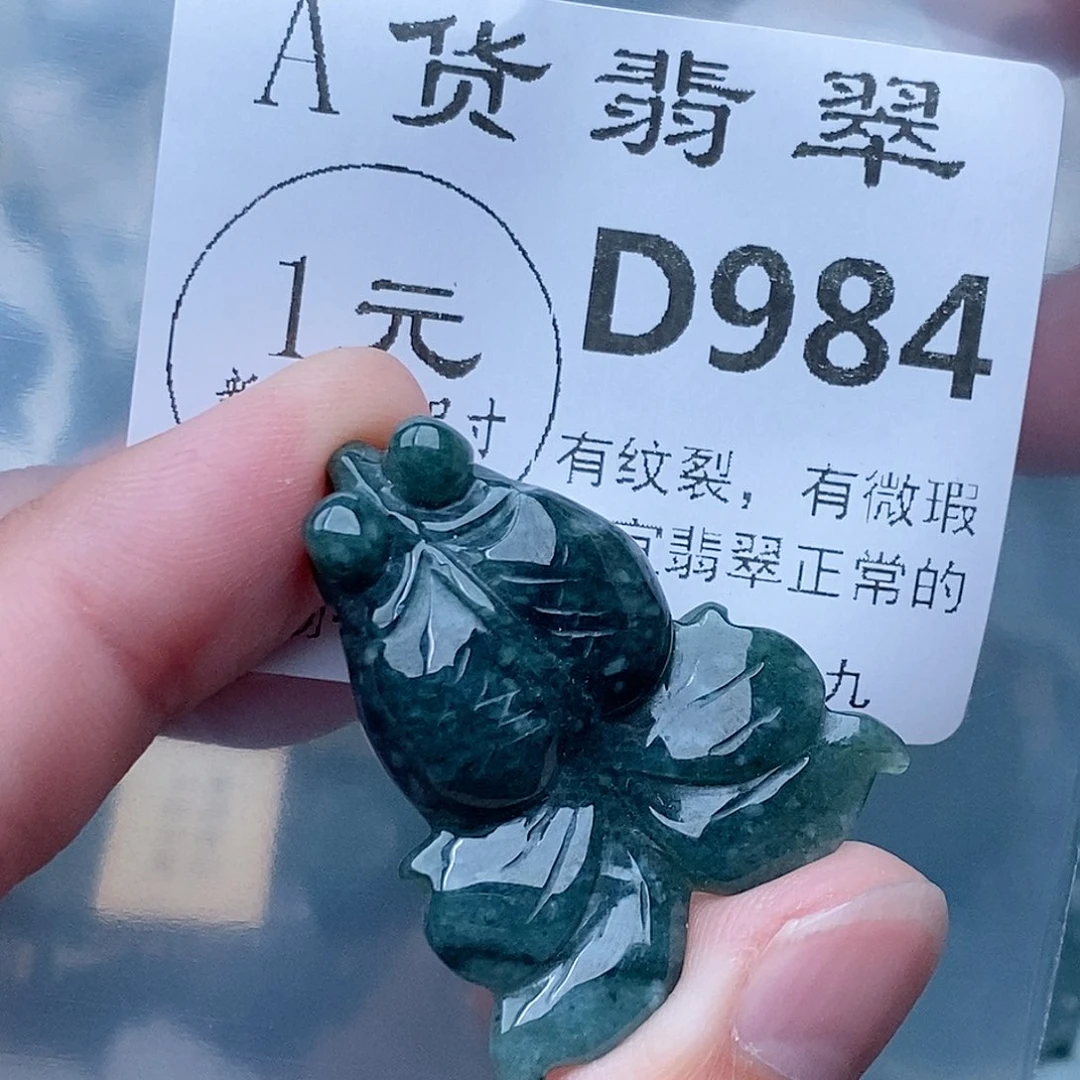 A货翡翠
1元
D984
寸
有纹裂，有微瑕
翡翠正常的
九